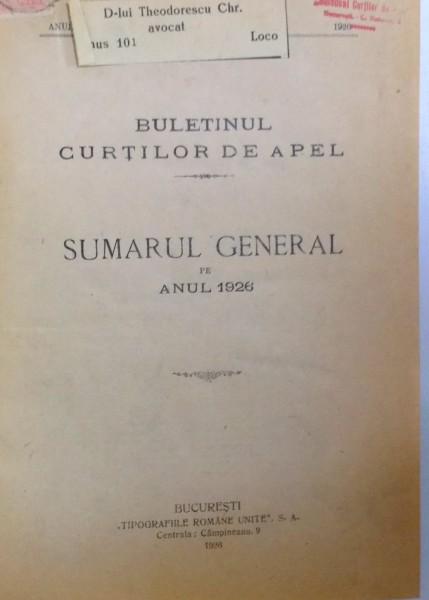 D-lui Theodorescu Chr.
avocat
101 Loco
ANUL
BULETINUL
CURȚILOR DE APEL
SUMARUL GENERAL
PE
ANUL 1926
BUCUREȘTI
„TIPOGRAFIILE ROMÂNE UNITE", S. A.
Centrala: Câmpineanu, 9
1926